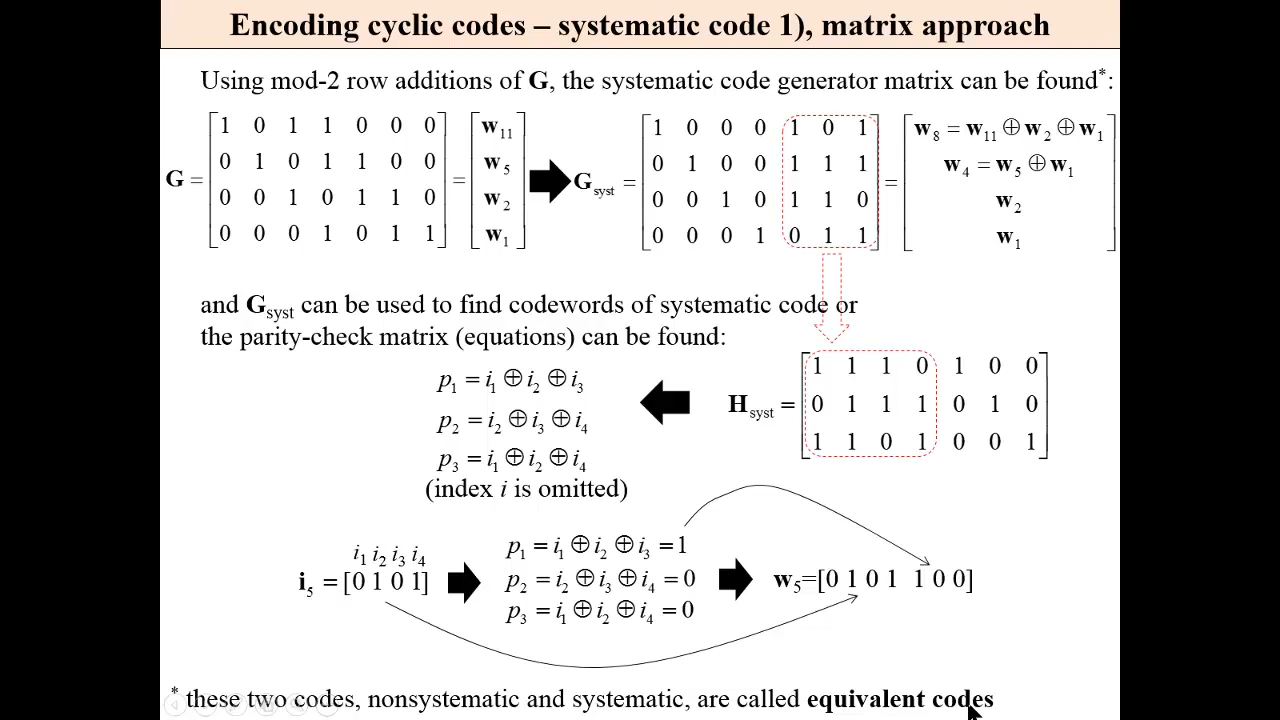 Encoding cyclic codes – systematic code 1), matrix approach
Using mod-2 row additions of G, the systematic code generator matrix can be found*:
G = [1 0 1 1 0 0 0; 0 1 0 1 1 0 0; 0 0 1 0 1 1 0; 0 0 0 1 0 1 1] = [w11; w5; w2; w1]
Gsyst = [1 0 0 0 1 0 1; 0 1 0 0 1 1 1; 0 0 1 0 1 1 0; 0 0 0 1 0 1 1] = [w8 = w11 ⊕ w2 ⊕ w1; w4 = w5 ⊕ w1; w2; w1]
and Gsyst can be used to find codewords of systematic code or
the parity-check matrix (equations) can be found:
Hsyst = [1 1 1 0 1 0 0; 0 1 1 1 0 1 0; 1 1 0 1 0 0 1]
p1 = i1 ⊕ i2 ⊕ i3
p2 = i2 ⊕ i3 ⊕ i4
p3 = i1 ⊕ i2 ⊕ i4
(index i is omitted)
i1 i2 i3 i4
i5 = [0 1 0 1]
p1 = i1 ⊕ i2 ⊕ i3 = 1
p2 = i2 ⊕ i3 ⊕ i4 = 0
p3 = i1 ⊕ i2 ⊕ i4 = 0
w5=[0 1 0 1 1 0 0]
* these two codes, nonsystematic and systematic, are called equivalent codes